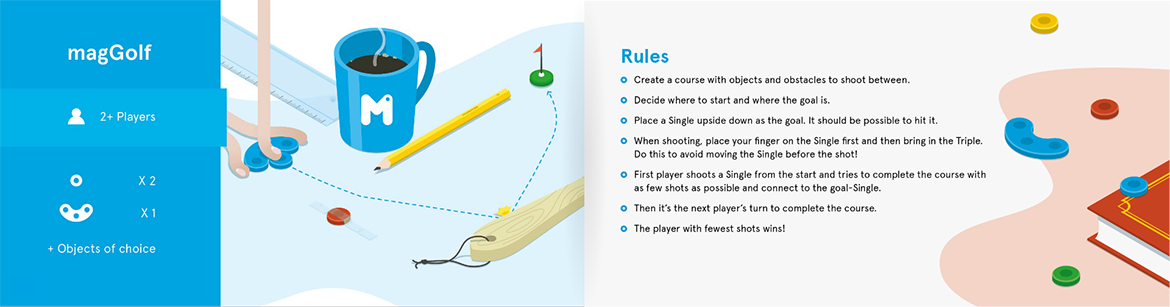 magGolf
2+ Players
X 2
X 1
+ Objects of choice
M
Rules
Create a course with objects and obstacles to shoot between.
Decide where to start and where the goal is.
Place a Single upside down as the goal. It should be possible to hit it.
When shooting, place your finger on the Single first and then bring in the Triple.
Do this to avoid moving the Single before the shot!
First player shoots a Single from the start and tries to complete the course with
as few shots as possible and connect to the goal-Single.
Then it's the next player's turn to complete the course.
The player with fewest shots wins!